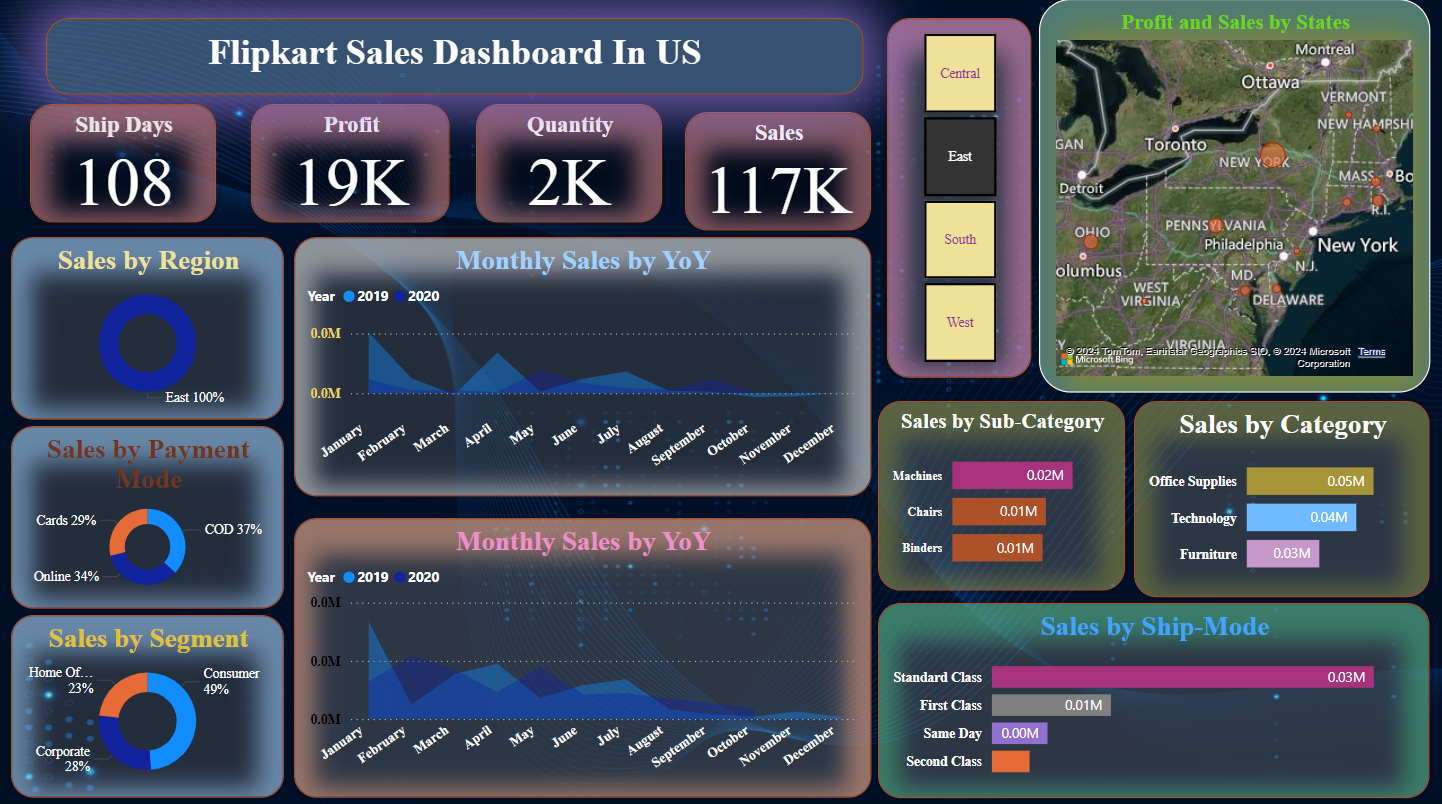 Flipkart Sales Dashboard In US
Ship Days
108
Profit
19K
Quantity
2K
Sales
117K
Central
East
South
West
Profit and Sales by States
Montreal
Ottawa
VERMONT
NEW HAMPSHI
Toronto
GAN
NEW YORK
MASS.
Bo
Detroit
R.I.
PENNSYLVANIA
OHIO
Philadelphia
New York
olumbus
N.J.
MD.
WEST
VIRGINIA
DELAWARE
VIRGINIA
Y
© 2024 TomTom, Earthstar Geographics SIO, © 2024 Microsoft Corporation Terms
Microsoft Bing
Sales by Region
East 100%
Monthly Sales by YoY
Year 2019 2020
0.0M
0.0M
January February March April May June July August September October November December
Sales by Payment
Mode
Cards 29%
COD 37%
Online 34%
Sales by Segment
Home Of...
23%
Consumer
49%
Corporate
28%
Monthly Sales by YoY
Year 2019 2020
0.0M
0.0M
0.0M
January February March April May June July August September October November December
Sales by Sub-Category
Machines 0.02M
Chairs 0.01M
Binders 0.01M
Sales by Category
Office Supplies 0.05M
Technology 0.04M
Furniture 0.03M
Sales by Ship-Mode
Standard Class 0.03M
First Class 0.01M
Same Day 0.00M
Second Class